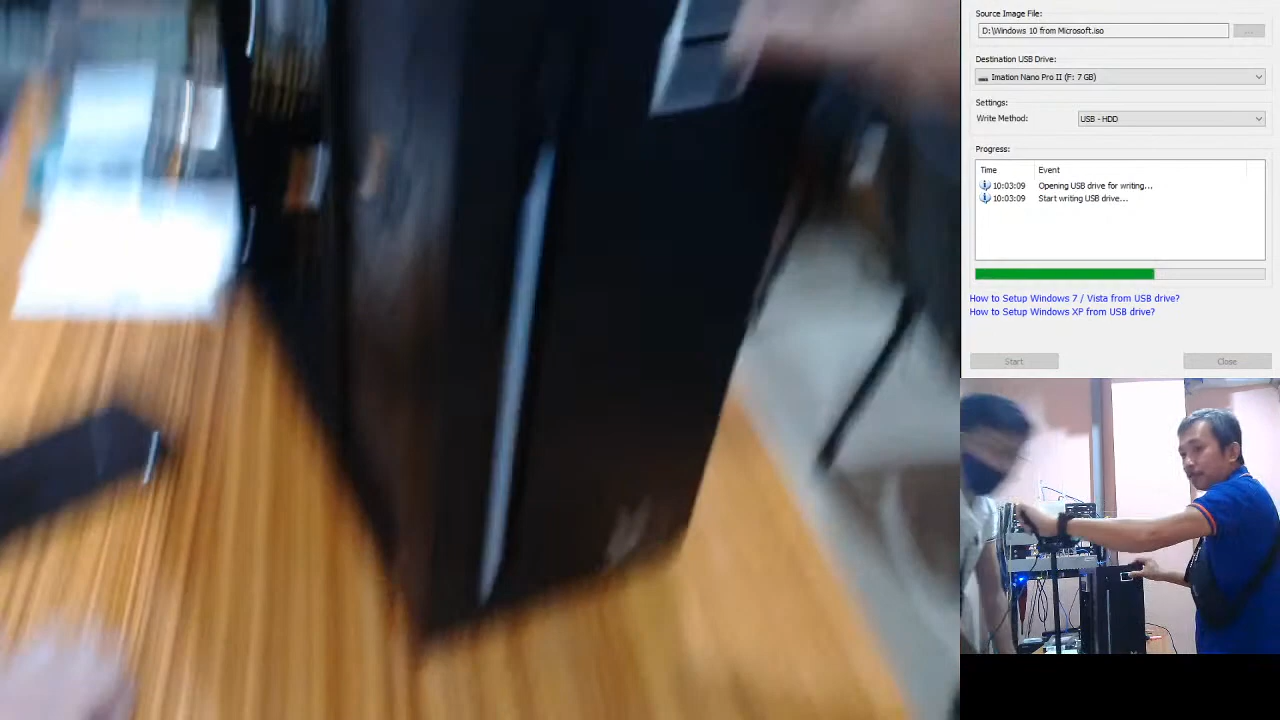 Source Image File:
D:\Windows 10 from Microsoft.iso
...
Destination USB Drive:
Imation Nano Pro II (F: 7 GB)
Settings:
Write Method:
USB - HDD
Progress:
Time Event
10:03:09 Opening USB drive for writing...
10:03:09 Start writing USB drive...
How to Setup Windows 7 / Vista from USB drive?
How to Setup Windows XP from USB drive?
Start Close